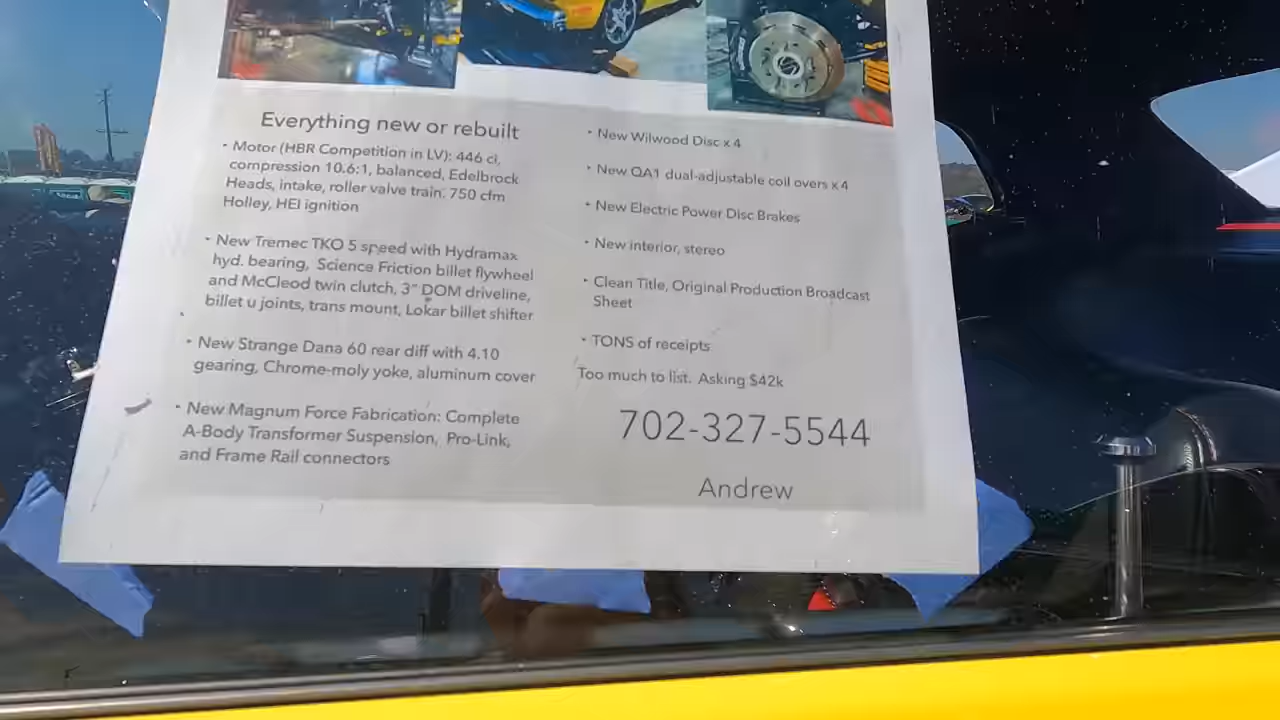 Everything new or rebuilt
• Motor (HBR Competition in LV): 446 ci,
compression 10.6:1, balanced, Edelbrock
Heads, intake, roller valve train. 750 cfm
Holley, HEI ignition
• New Tremec TKO 5 speed with Hydramax
hyd. bearing, Science Friction billet flywheel
and McCleod twin clutch, 3" DOM driveline,
billet u joints, trans mount, Lokar billet shifter
• New Strange Dana 60 rear diff with 4.10
gearing, Chrome-moly yoke, aluminum cover
• New Magnum Force Fabrication: Complete
A-Body Transformer Suspension, Pro-Link,
and Frame Rail connectors
• New Wilwood Disc x 4
• New QA1 dual-adjustable coil overs x 4
• New Electric Power Disc Brakes
• New interior, stereo
• Clean Title, Original Production Broadcast
Sheet
• TONS of receipts
Too much to list. Asking $42k
702-327-5544
Andrew